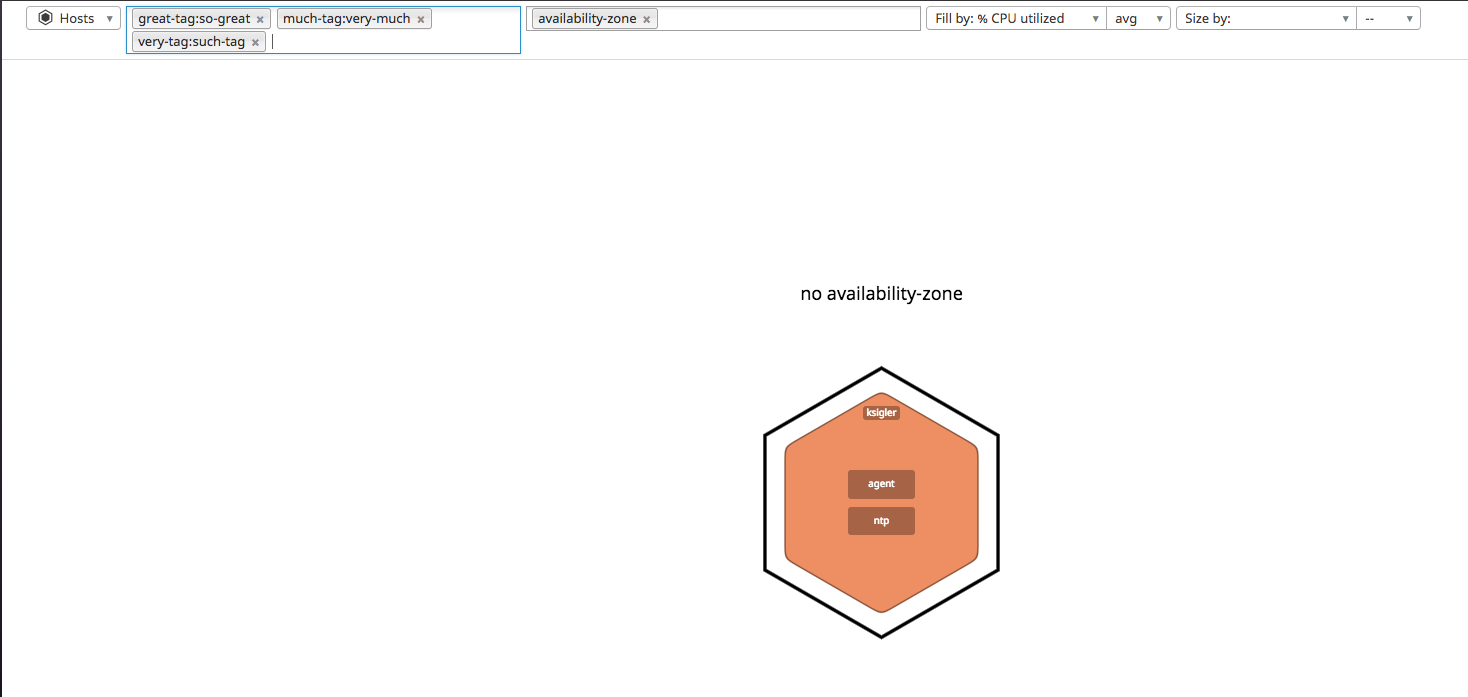 Hosts great-tag:so-great × much-tag:very-much × availability-zone × Fill by: % CPU utilized avg Size by: --
very-tag:such-tag ×
no availability-zone
ksigler
agent
ntp